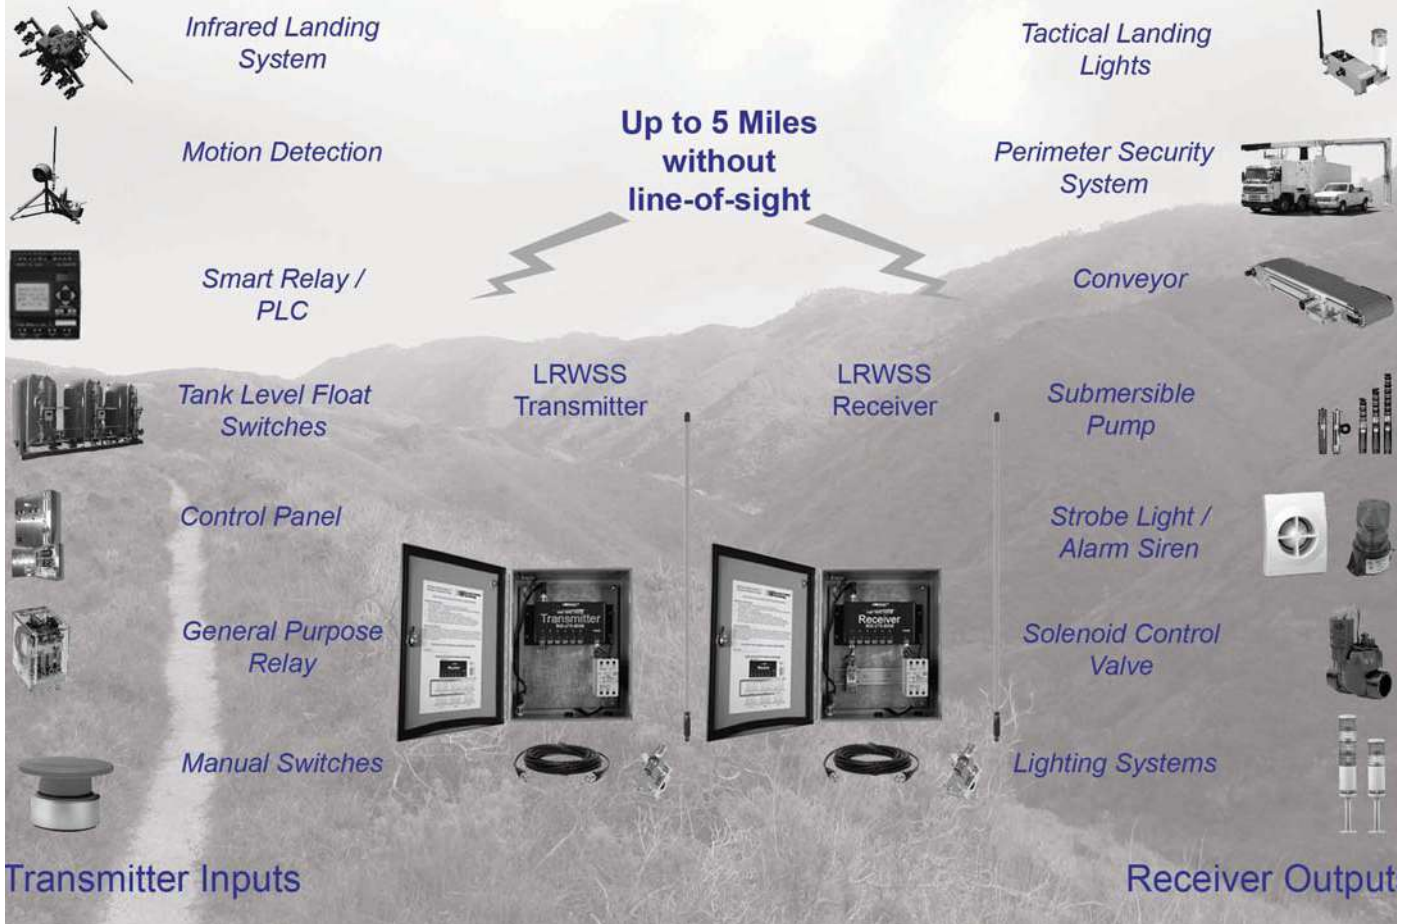 Infrared Landing
System
Motion Detection
Smart Relay /
PLC
Tank Level Float
Switches
Control Panel
General Purpose
Relay
Manual Switches
Transmitter Inputs
Up to 5 Miles
without
line-of-sight
LRWSS
Transmitter
LRWSS
Receiver
Transmitter
Receiver
Tactical Landing
Lights
Perimeter Security
System
Conveyor
Submersible
Pump
Strobe Light /
Alarm Siren
Solenoid Control
Valve
Lighting Systems
Receiver Output